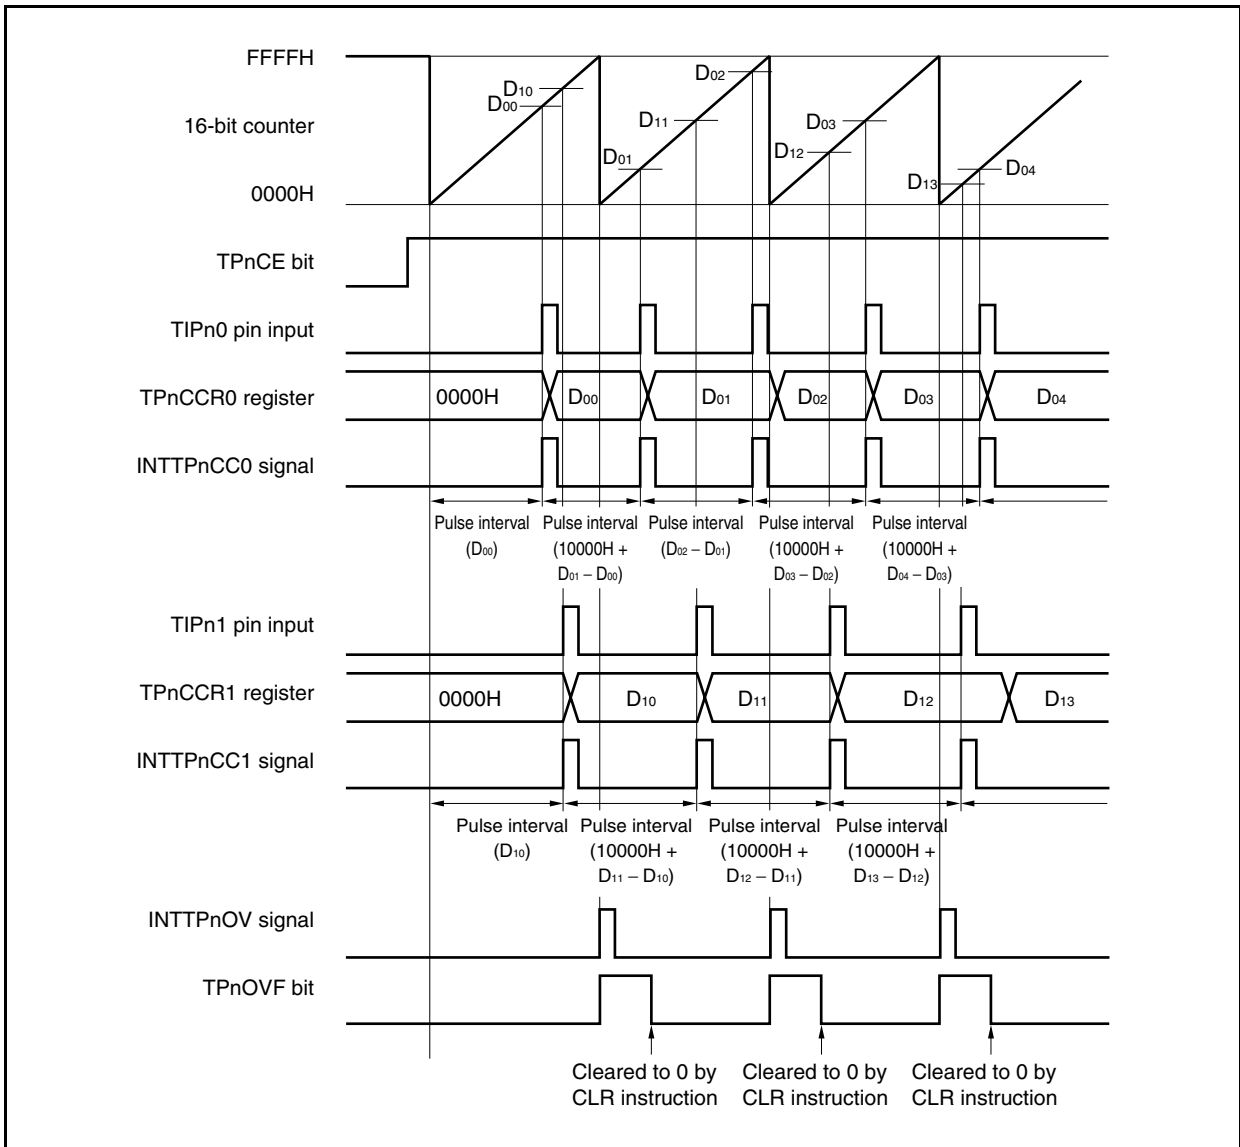 FFFFH
D10
D00
16-bit counter
0000H
D01
D11
D02
D12
D03
D13
D04
TPnCE bit
TIPn0 pin input
TPnCCR0 register
0000H D00 D01 D02 D03 D04
INTTPnCC0 signal
Pulse interval
(D00)
Pulse interval
(10000H +
D01 – D00)
Pulse interval
(D02 – D01)
Pulse interval
(10000H +
D03 – D02)
Pulse interval
(10000H +
D04 – D03)
TIPn1 pin input
TPnCCR1 register
0000H D10 D11 D12 D13
INTTPnCC1 signal
Pulse interval
(D10)
Pulse interval
(10000H +
D11 – D10)
Pulse interval
(10000H +
D12 – D11)
Pulse interval
(10000H +
D13 – D12)
INTTPnOV signal
TPnOVF bit
Cleared to 0 by
CLR instruction
Cleared to 0 by
CLR instruction
Cleared to 0 by
CLR instruction